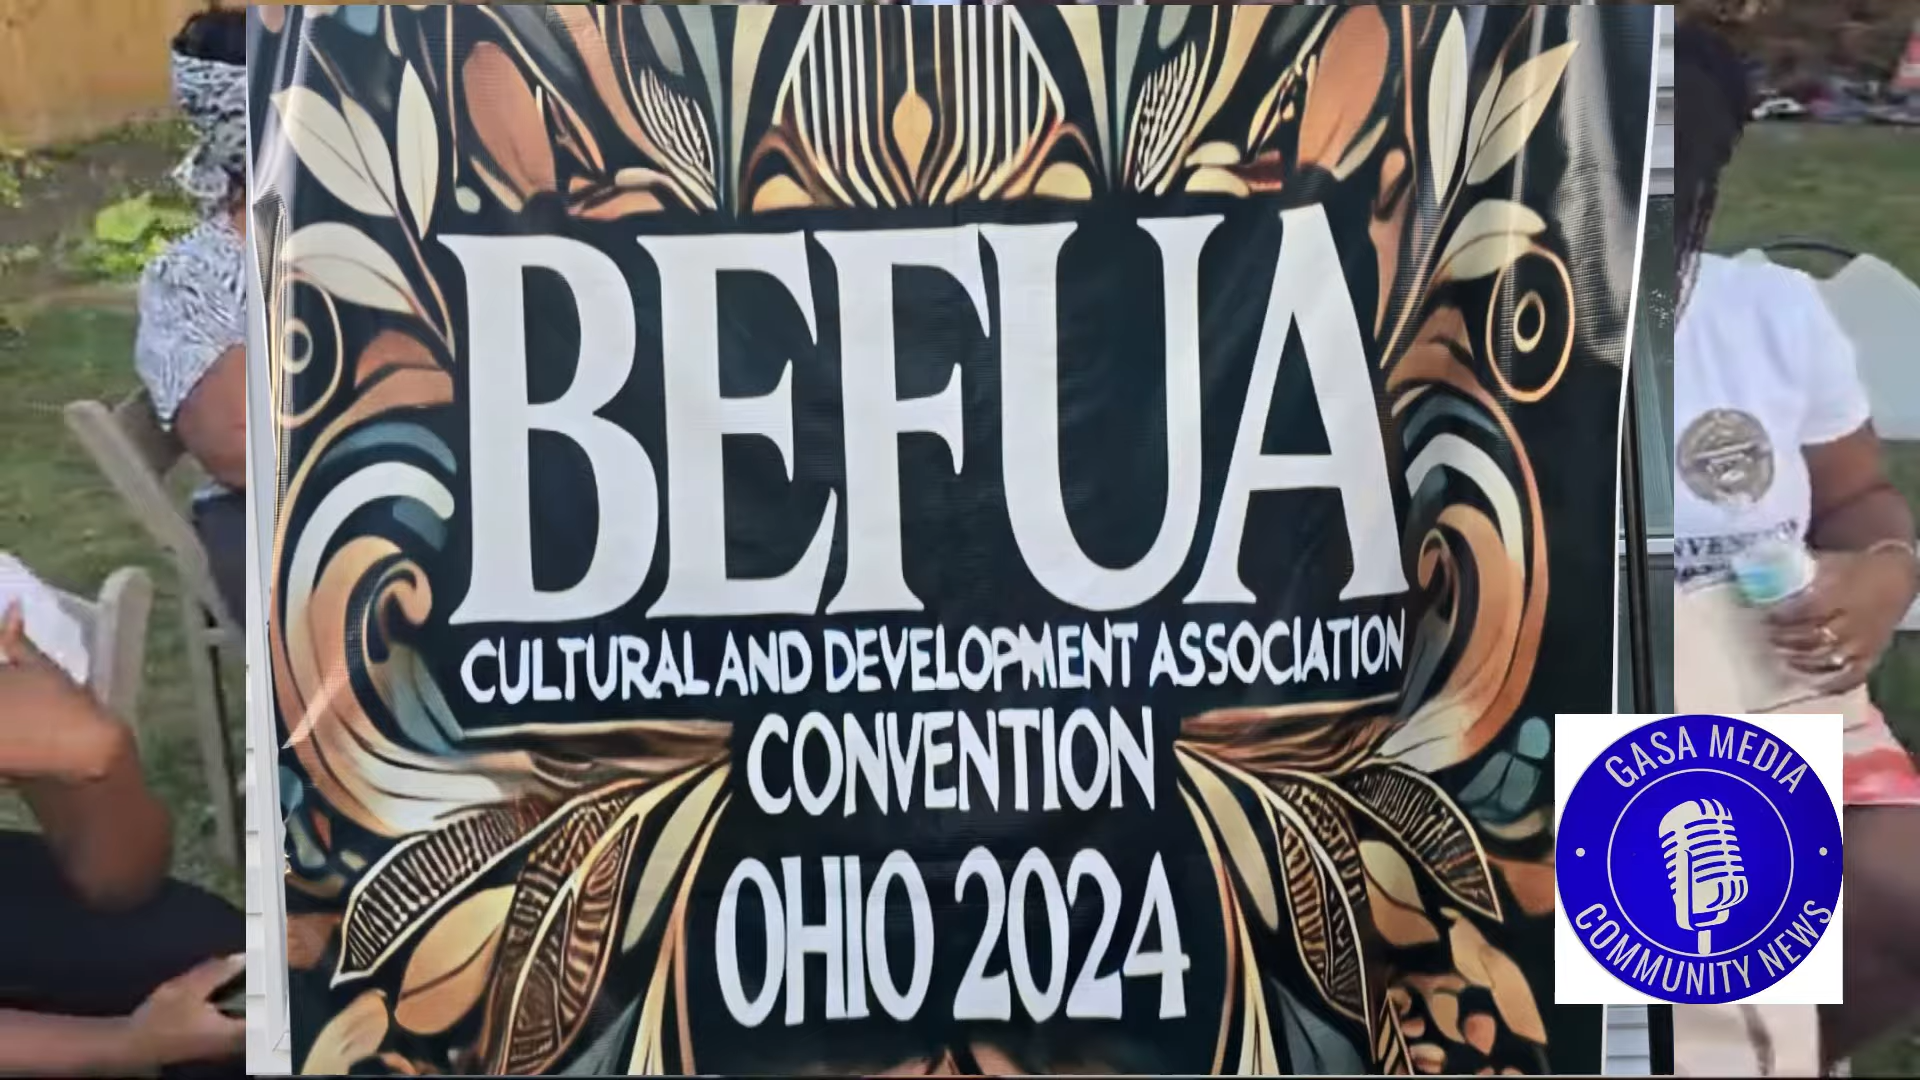 BEFUA
CULTURAL AND DEVELOPMENT ASSOCIATION
CONVENTION
OHIO 2024
GASA MEDIA
COMMUNITY NEWS